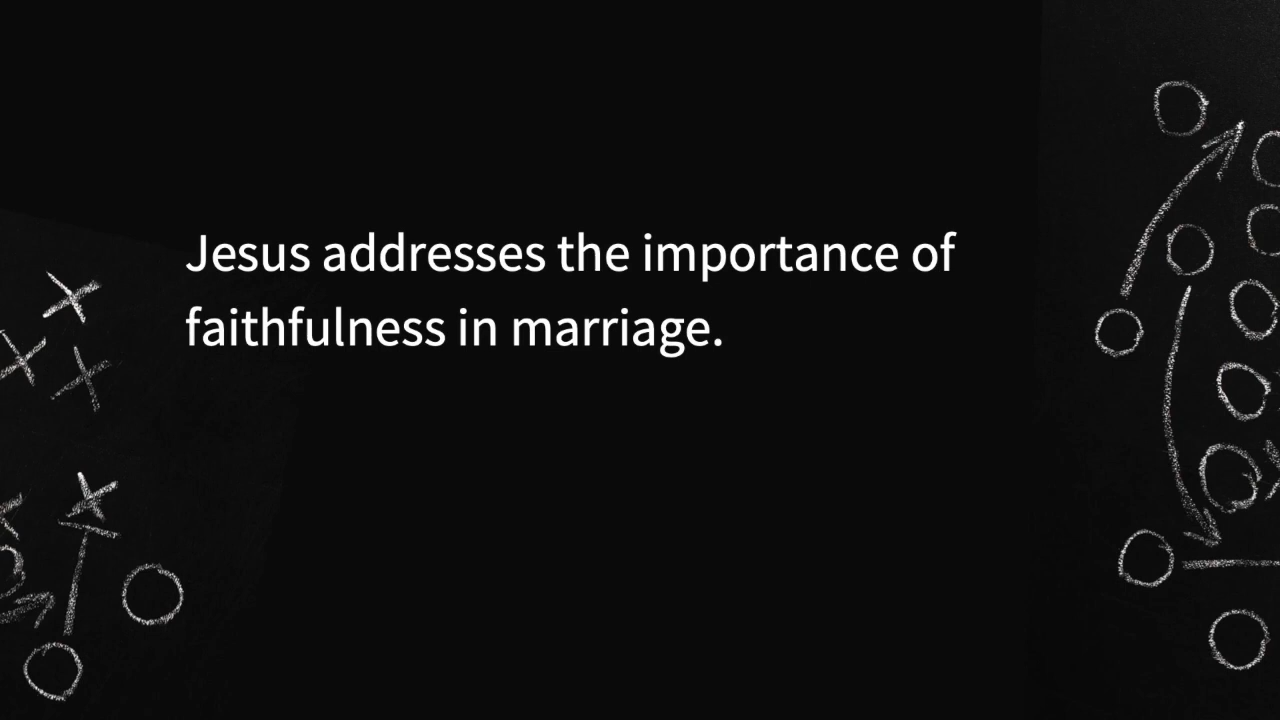 Jesus addresses the importance of
faithfulness in marriage.